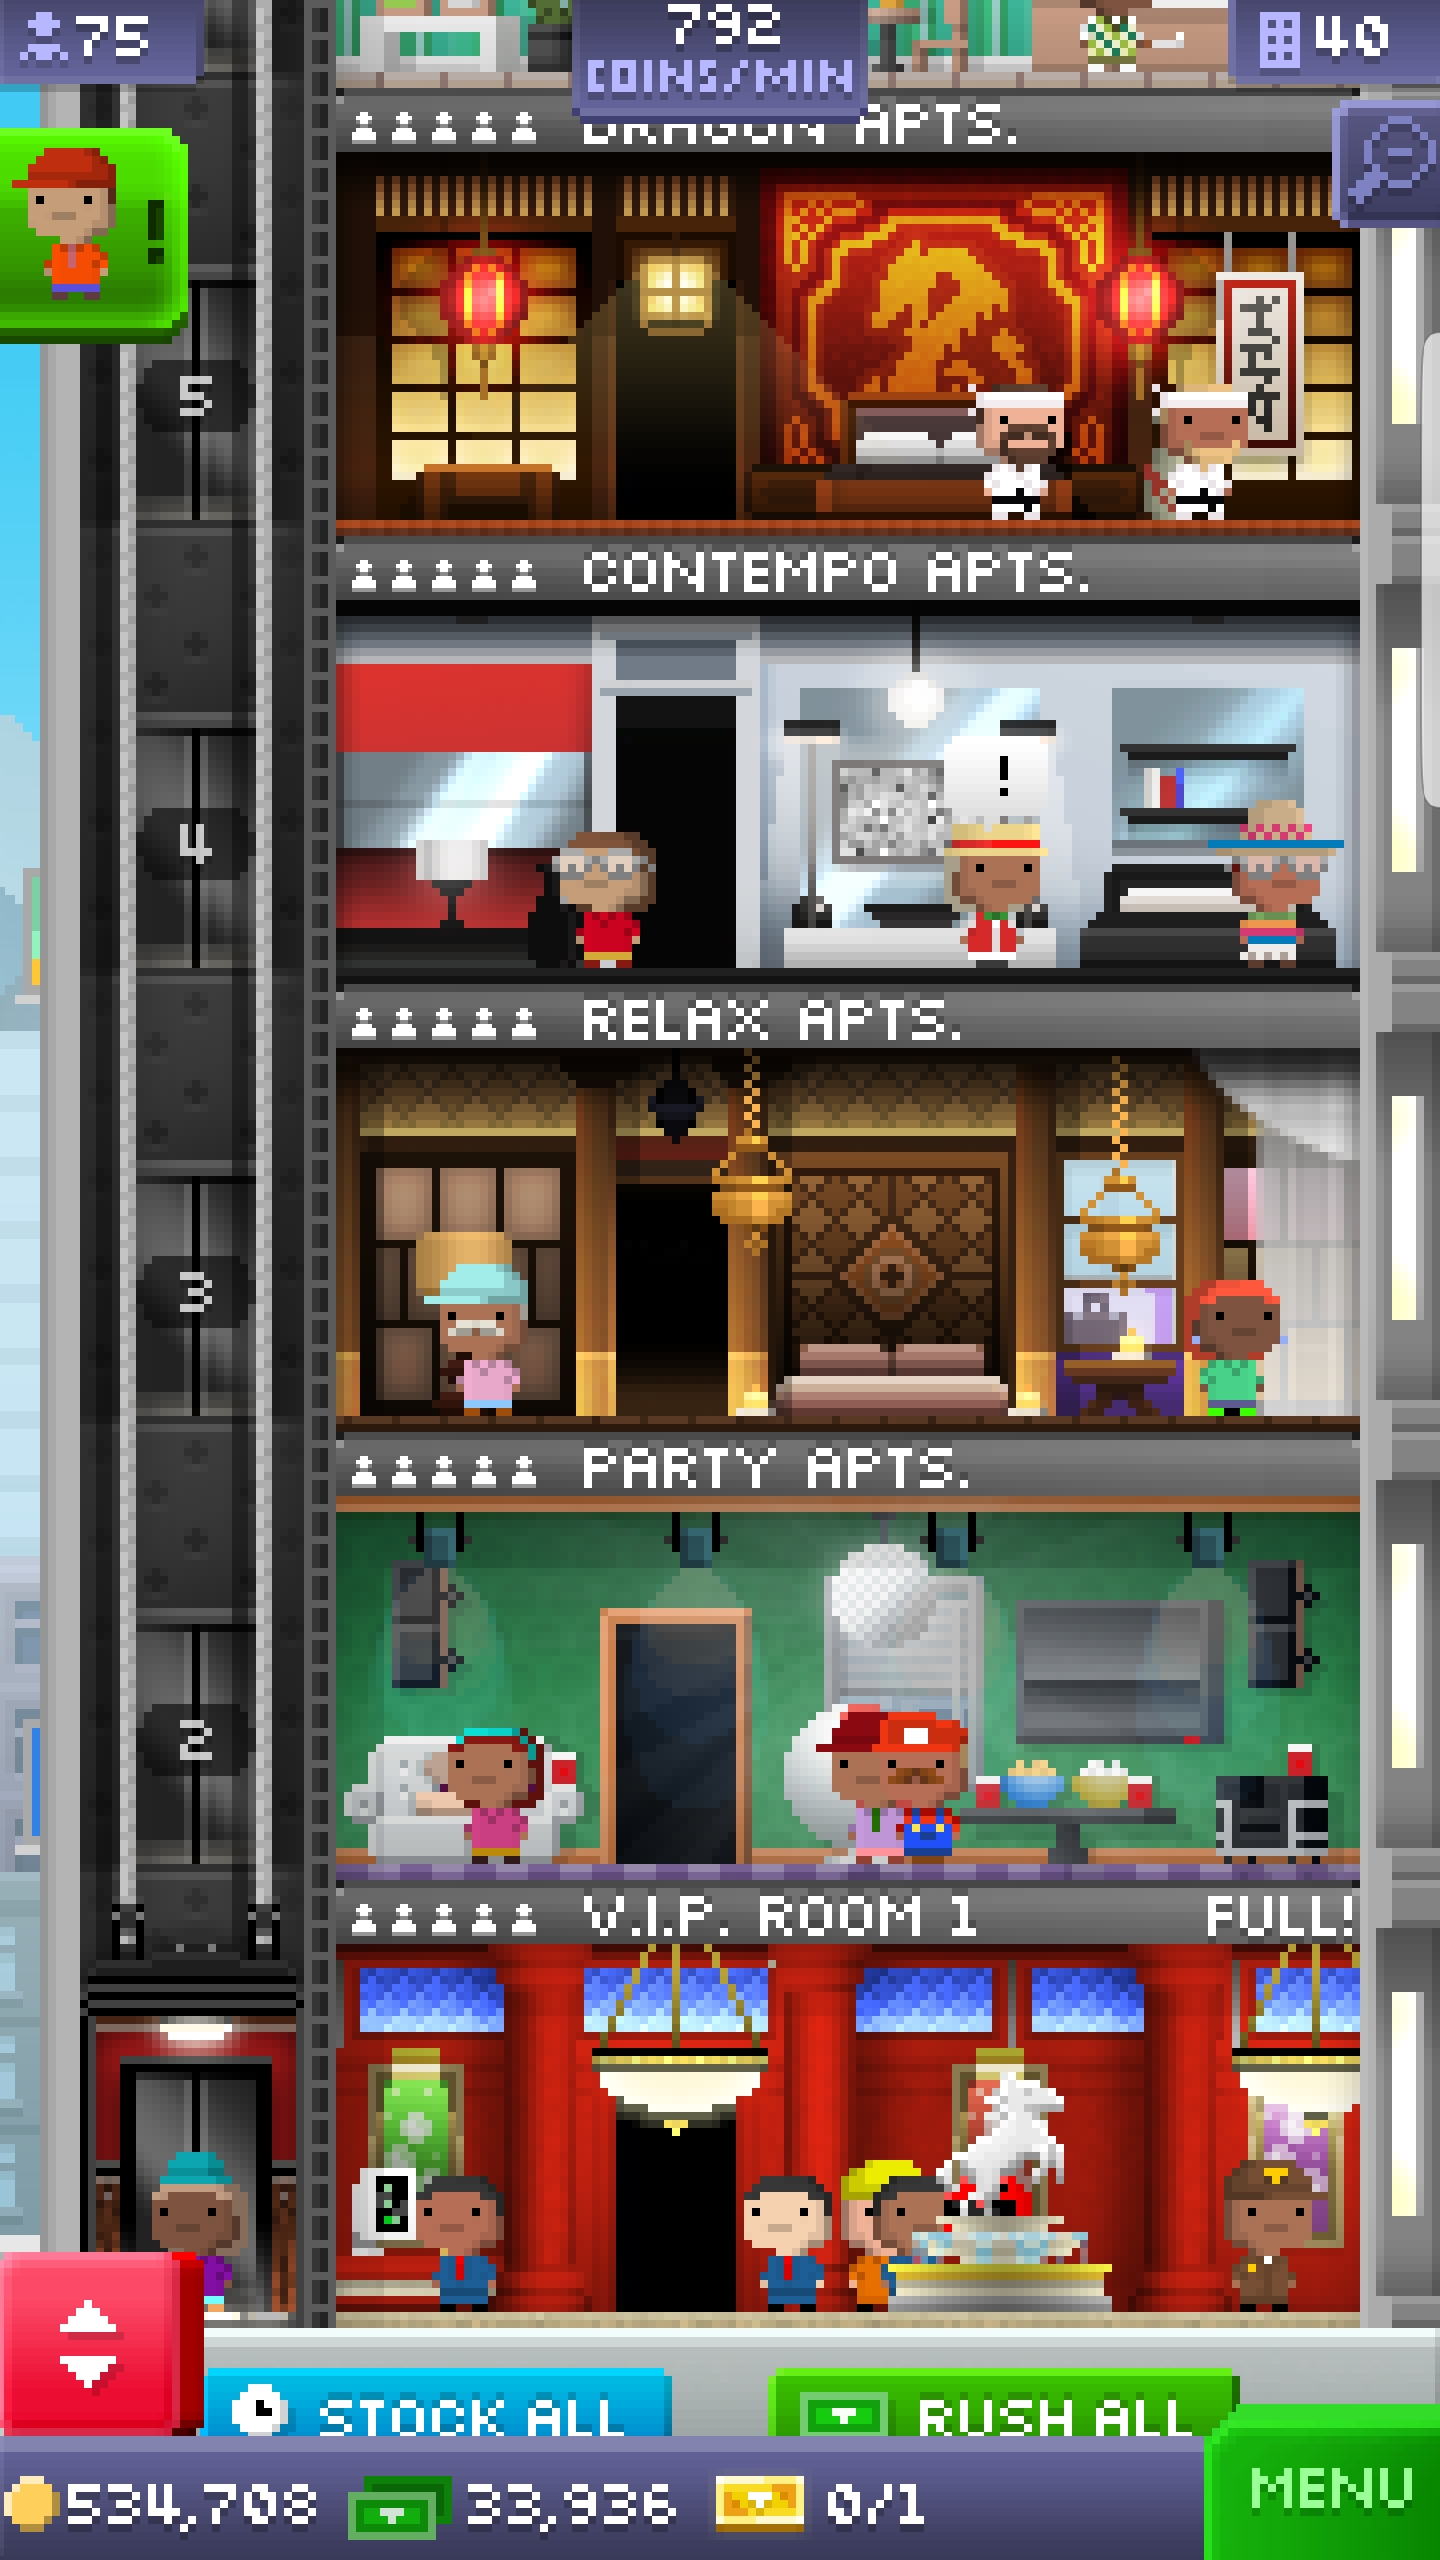 75
792
COINS/MIN
40
DRAGON APTS.
!
5
CONTEMPO APTS.
!
4
RELAX APTS.
3
PARTY APTS.
2
V.I.P. ROOM 1 FULL!
STOCK ALL
RUSH ALL
534,708 33,936 0/1
MENU